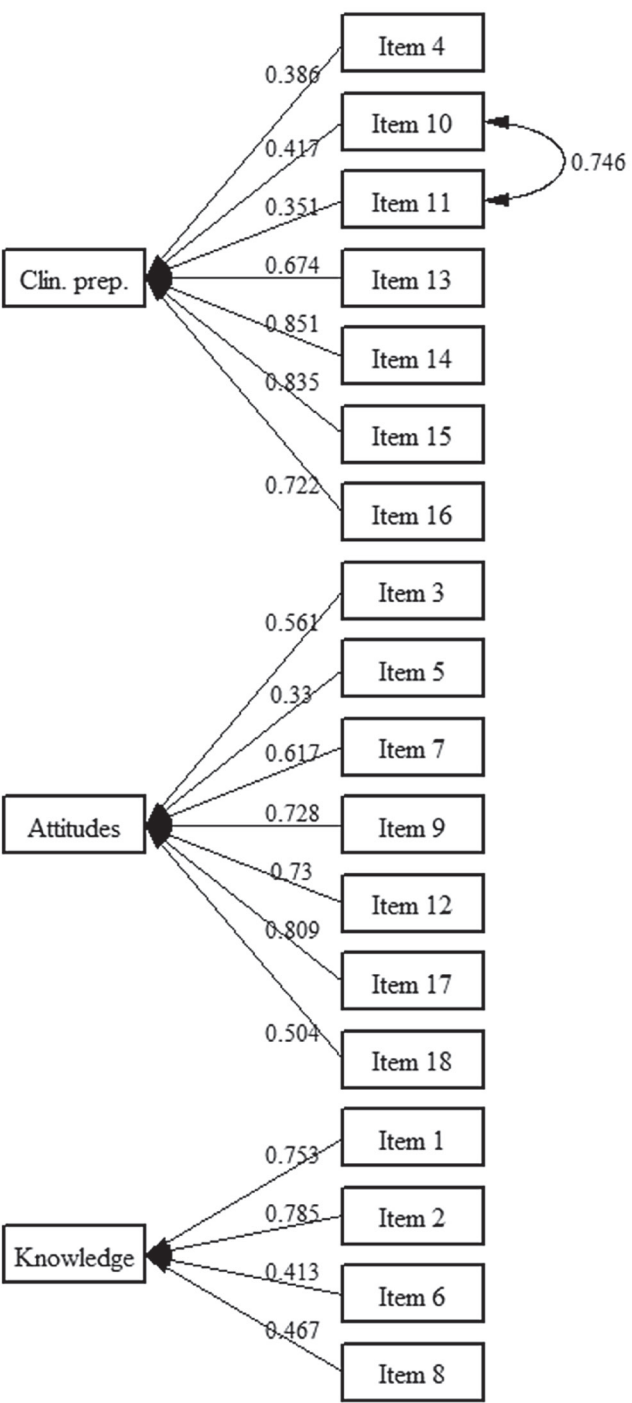 Item 4
0.386
Item 10
0.417
0.746
Item 11
0.351
Clin. prep.
0.674
Item 13
0.851
Item 14
0.835
Item 15
0.722
Item 16
Item 3
0.561
Item 5
0.33
Item 7
0.617
Attitudes
0.728
Item 9
0.73
Item 12
0.809
Item 17
0.504
Item 18
Item 1
0.753
Item 2
0.785
Knowledge
0.413
Item 6
0.467
Item 8